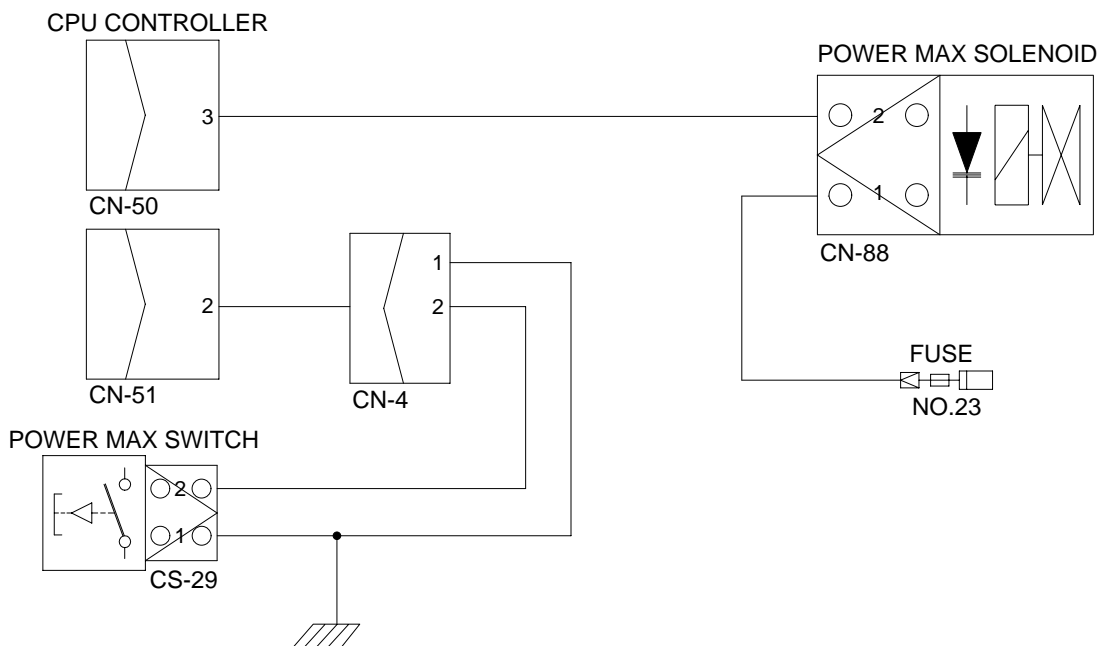 CPU CONTROLLER
POWER MAX SOLENOID
3
2
1
CN-50
CN-88
1
2
2
CN-51
CN-4
FUSE
NO.23
POWER MAX SWITCH
2
1
CS-29